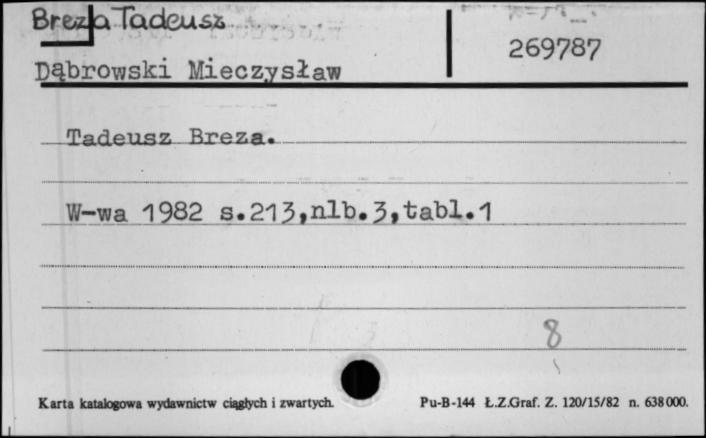 Breza Tadeusz
269787
Dąbrowski Mieczysław
Tadeusz Breza.
W-wa 1982 s.213,nlb.3,tabl.1
8
Karta katalogowa wydawnictw ciągłych i zwartych.
Pu-B-144 Ł.Z.Graf. Z. 120/15/82 n. 638 000.